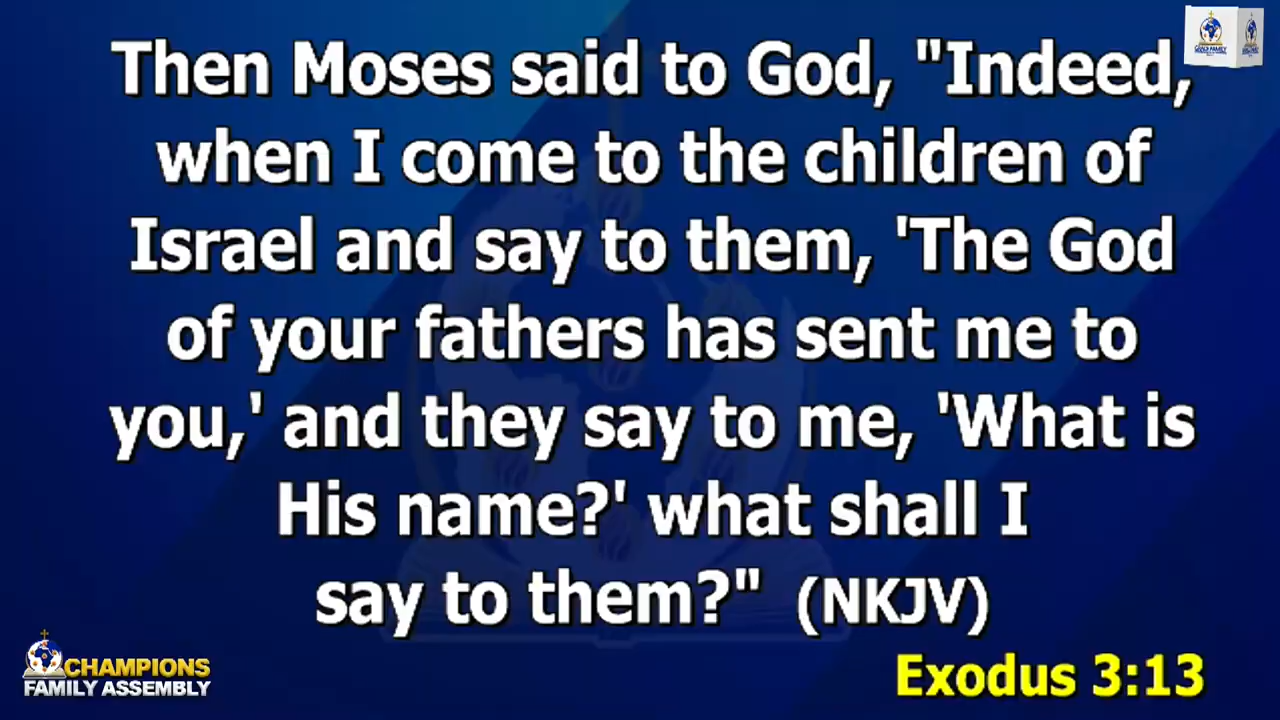 Then Moses said to God, "Indeed,
when I come to the children of
Israel and say to them, 'The God
of your fathers has sent me to
you,' and they say to me, 'What is
His name?' what shall I
say to them?" (NKJV)
Exodus 3:13
CHAMPIONS
FAMILY ASSEMBLY